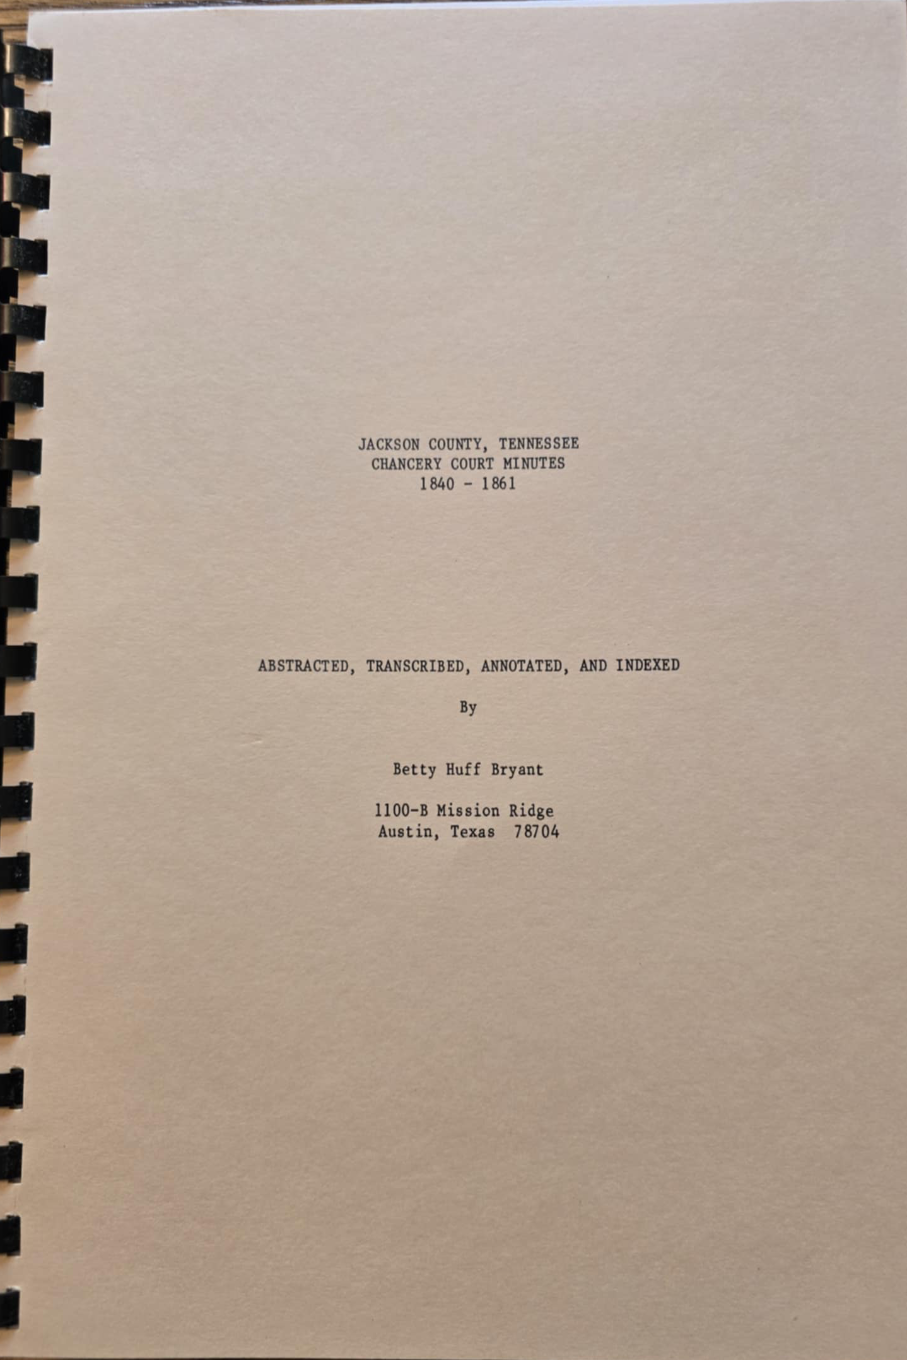 JACKSON COUNTY, TENNESSEE
CHANCERY COURT MINUTES
1840 - 1861
ABSTRACTED, TRANSCRIBED, ANNOTATED, AND INDEXED
By
Betty Huff Bryant
1100-B Mission Ridge
Austin, Texas 78704